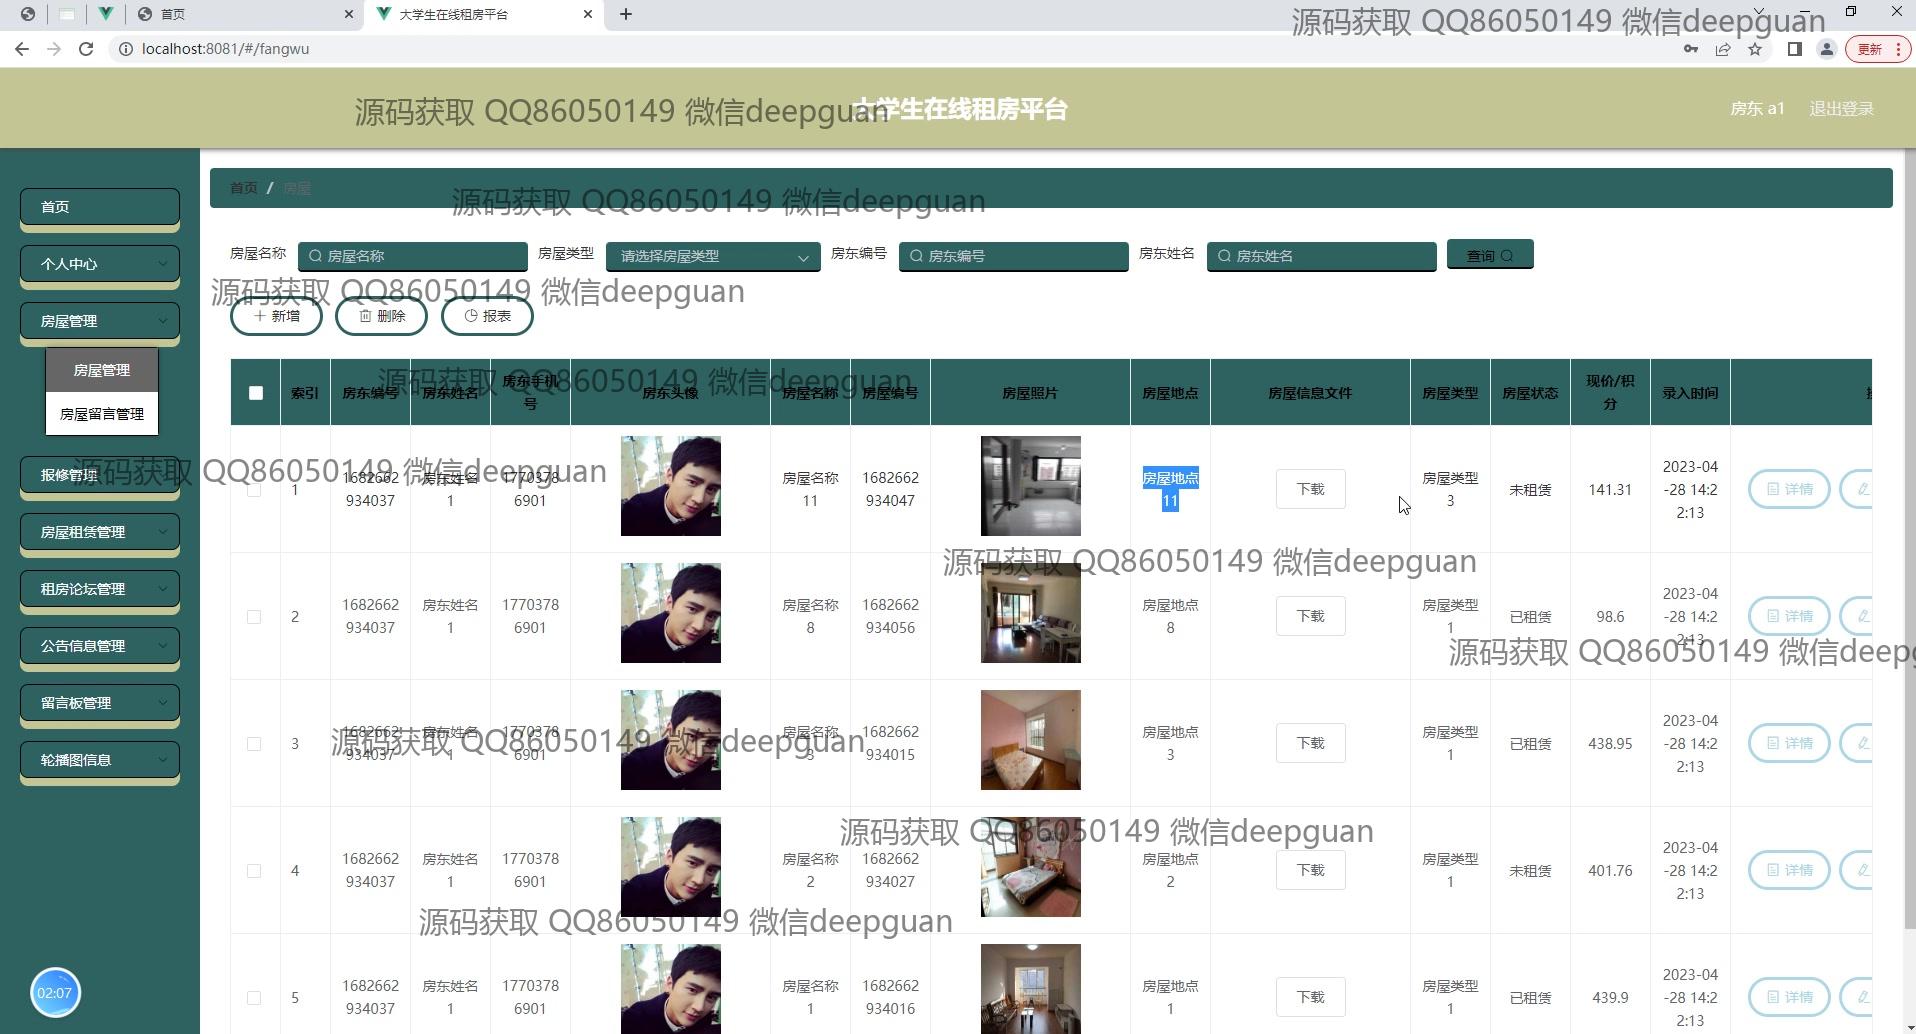 首页
大学生在线租房平台
源码获取 QQ86050149 微信deepguan
localhost:8081/#/fangwu
更新
源码获取 QQ86050149 微信deepguan
大学生在线租房平台
房东 a1
退出登录
首页 / 房屋
源码获取 QQ86050149 微信deepguan
首页
个人中心
房屋管理
房屋管理
房屋留言管理
报修管理
房屋租赁管理
租房论坛管理
公告信息管理
留言板管理
轮播图信息
02:07
房屋名称 房屋名称 房屋类型 请选择房屋类型 房东编号 房东编号 房东姓名 房东姓名 查询
源码获取 QQ86050149 微信deepguan
新增 删除 报表
源码获取 QQ86050149 微信deepguan
索引 房东编号 房东姓名 房东手机号 房东头像 房屋名称 房屋编号 房屋照片 房屋地点 房屋信息文件 房屋类型 房屋状态 现价/积分 录入时间
源码获取 QQ86050149 微信deepguan
1 1682662934037 房东姓名1 17703786901 房屋名称11 1682662934047 房屋地点11 下载 房屋类型3 未租赁 141.31 2023-04-28 14:22:13 详情
源码获取 QQ86050149 微信deepguan
2 1682662934037 房东姓名1 17703786901 房屋名称8 1682662934056 房屋地点8 下载 房屋类型1 已租赁 98.6 2023-04-28 14:22:13 详情
源码获取 QQ86050149 微信deepg
3 1682662934037 房东姓名1 17703786901 房屋名称3 1682662934015 房屋地点3 下载 房屋类型1 已租赁 438.95 2023-04-28 14:22:13 详情
源码获取 QQ86050149 微信deepguan
源码获取 QQ86050149 微信deepguan
4 1682662934037 房东姓名1 17703786901 房屋名称2 1682662934027 房屋地点2 下载 房屋类型1 未租赁 401.76 2023-04-28 14:22:13 详情
源码获取 QQ86050149 微信deepguan
5 1682662934037 房东姓名1 17703786901 房屋名称1 1682662934016 房屋地点1 下载 房屋类型1 已租赁 439.9 2023-04-28 14:22:13 详情